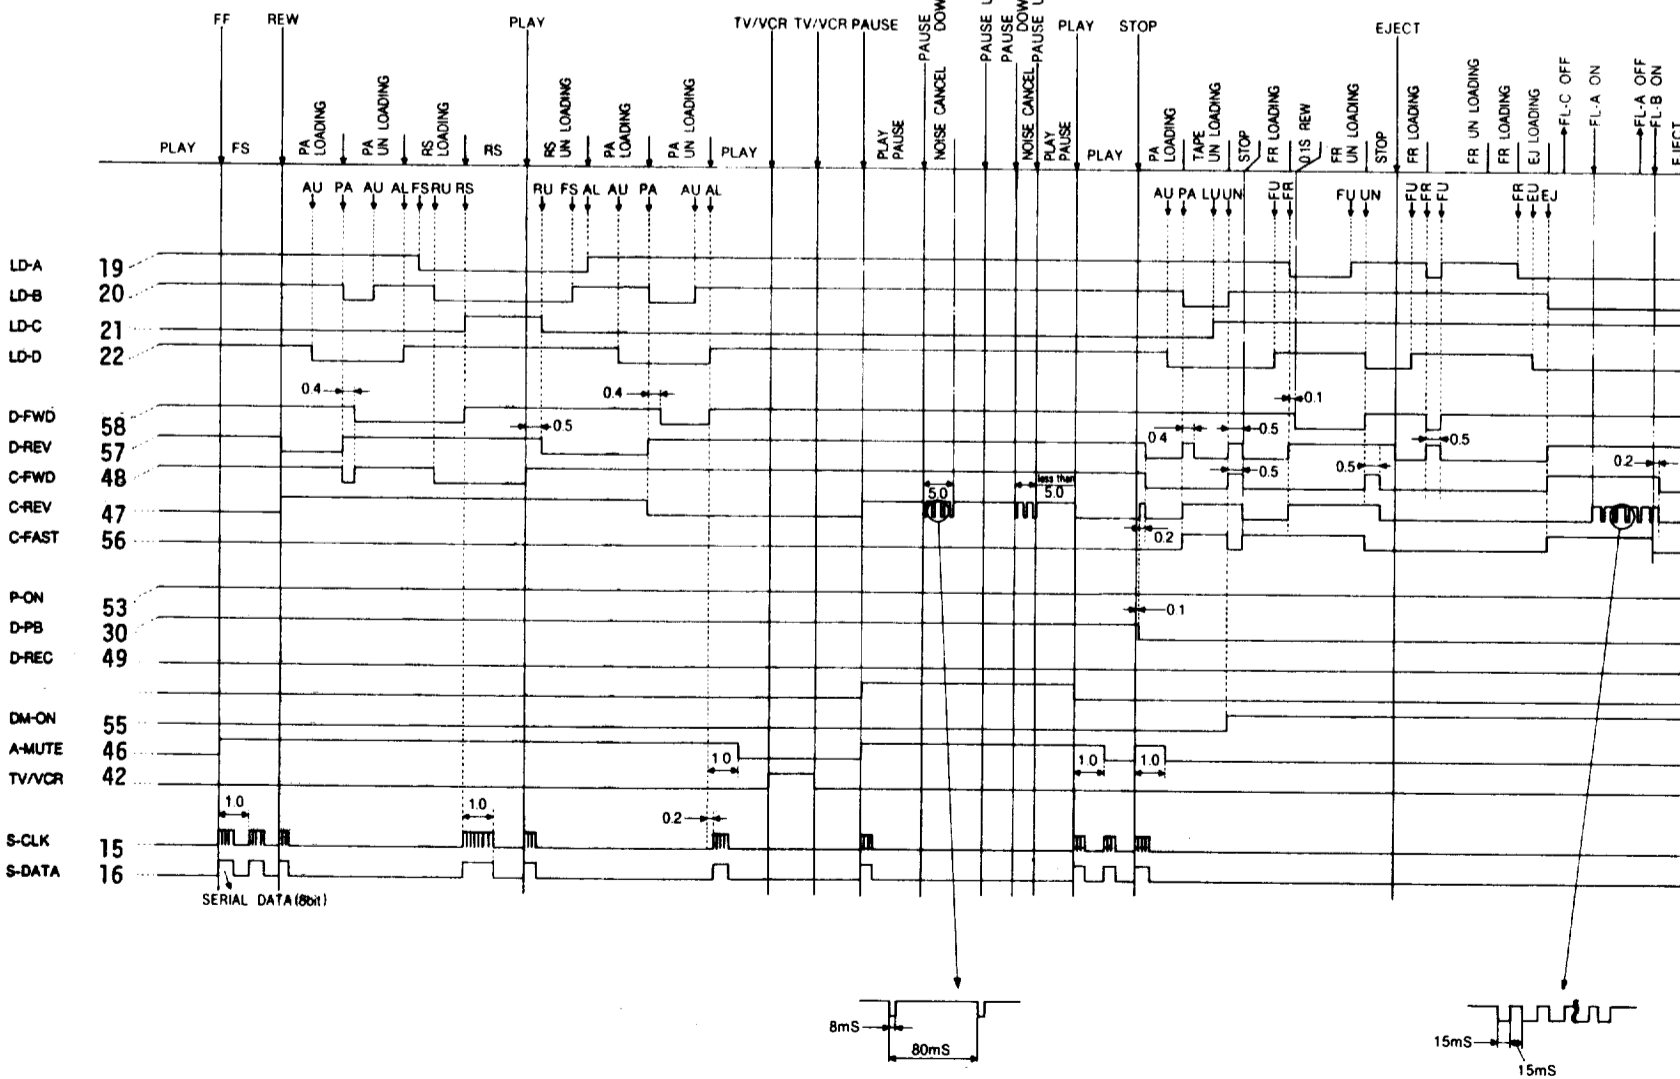 FF REW PLAY TV/VCR TV/VCR PAUSE PAUSE PAUSE PAUSE PAUSE PLAY STOP EJECT
PLAY FS PA LOADING PA UN LOADING RS LOADING RS RS UN LOADING PA LOADING PA UN LOADING PLAY PLAY PAUSE NOISE CANCEL NOISE CANCEL PLAY PAUSE PLAY PA LOADING TAPE UN LOADING STOP FR LOADING 0.1S REW FR UN LOADING STOP FR LOADING FR UN LOADING FR LOADING EJ LOADING FL-C OFF FL-A ON FL-A OFF FL-B ON
AU PA AU AL FS RU RS RU FS AL AU PA AU AL AU PA LU UN FU FR FU UN FU FR FU FR EU EJ
LD-A 19
LD-B 20
LD-C 21
LD-D 22
0.4 0.4 0.1
D-FWD 58 0.5 0.4 0.5 0.5
D-REV 57
C-FWD 48 0.5 0.5 0.2
5.0 less than 5.0
C-REV 47
C-FAST 56 0.2
P-ON 53 0.1
D-PB 30
D-REC 49
DM-ON 55
A-MUTE 46 1.0 1.0 1.0
TV/VCR 42
1.0 1.0 0.2
S-CLK 15
S-DATA 16
SERIAL DATA(8bit)
8mS
80mS
15mS
15mS